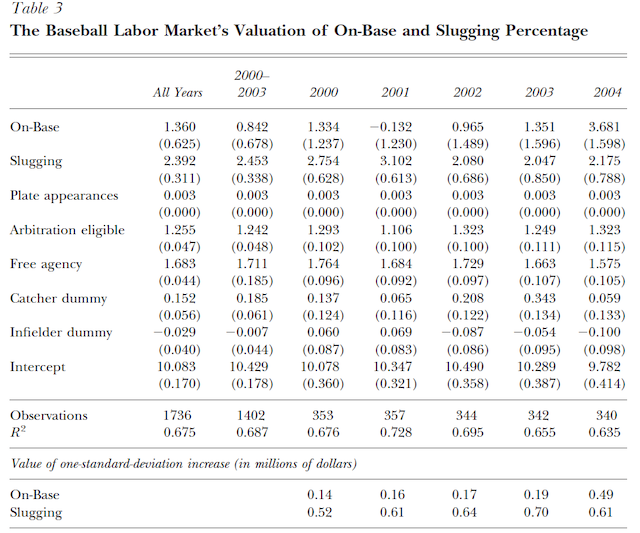 Table 3
The Baseball Labor Market's Valuation of On-Base and Slugging Percentage
All Years 2000–2003 2000 2001 2002 2003 2004
On-Base 1.360 0.842 1.334 −0.132 0.965 1.351 3.681
(0.625) (0.678) (1.237) (1.230) (1.489) (1.596) (1.598)
Slugging 2.392 2.453 2.754 3.102 2.080 2.047 2.175
(0.311) (0.338) (0.628) (0.613) (0.686) (0.850) (0.788)
Plate appearances 0.003 0.003 0.003 0.003 0.003 0.003 0.003
(0.000) (0.000) (0.000) (0.000) (0.000) (0.000) (0.000)
Arbitration eligible 1.255 1.242 1.293 1.106 1.323 1.249 1.323
(0.047) (0.048) (0.102) (0.100) (0.100) (0.111) (0.115)
Free agency 1.683 1.711 1.764 1.684 1.729 1.663 1.575
(0.044) (0.185) (0.096) (0.092) (0.097) (0.107) (0.105)
Catcher dummy 0.152 0.185 0.137 0.065 0.208 0.343 0.059
(0.056) (0.061) (0.124) (0.116) (0.122) (0.134) (0.133)
Infielder dummy −0.029 −0.007 0.060 0.069 −0.087 −0.054 −0.100
(0.040) (0.044) (0.087) (0.083) (0.086) (0.095) (0.098)
Intercept 10.083 10.429 10.078 10.347 10.490 10.289 9.782
(0.170) (0.178) (0.360) (0.321) (0.358) (0.387) (0.414)
Observations 1736 1402 353 357 344 342 340
R² 0.675 0.687 0.676 0.728 0.695 0.655 0.635
Value of one-standard-deviation increase (in millions of dollars)
On-Base 0.14 0.16 0.17 0.19 0.49
Slugging 0.52 0.61 0.64 0.70 0.61